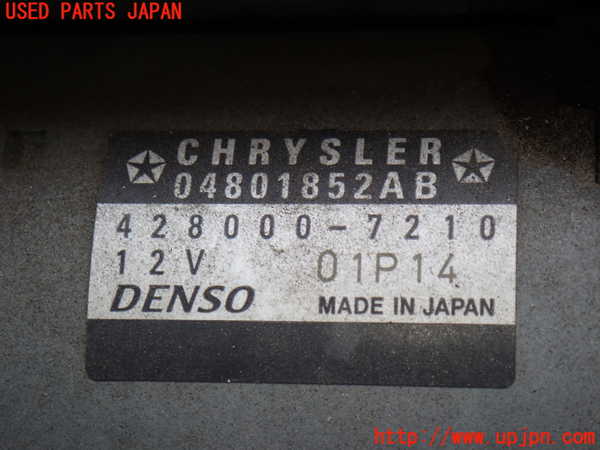 USED PARTS JAPAN
CHRYSLER
04801852AB
428000-7210
12V 01P14
DENSO MADE IN JAPAN
http://www.upjpn.com/